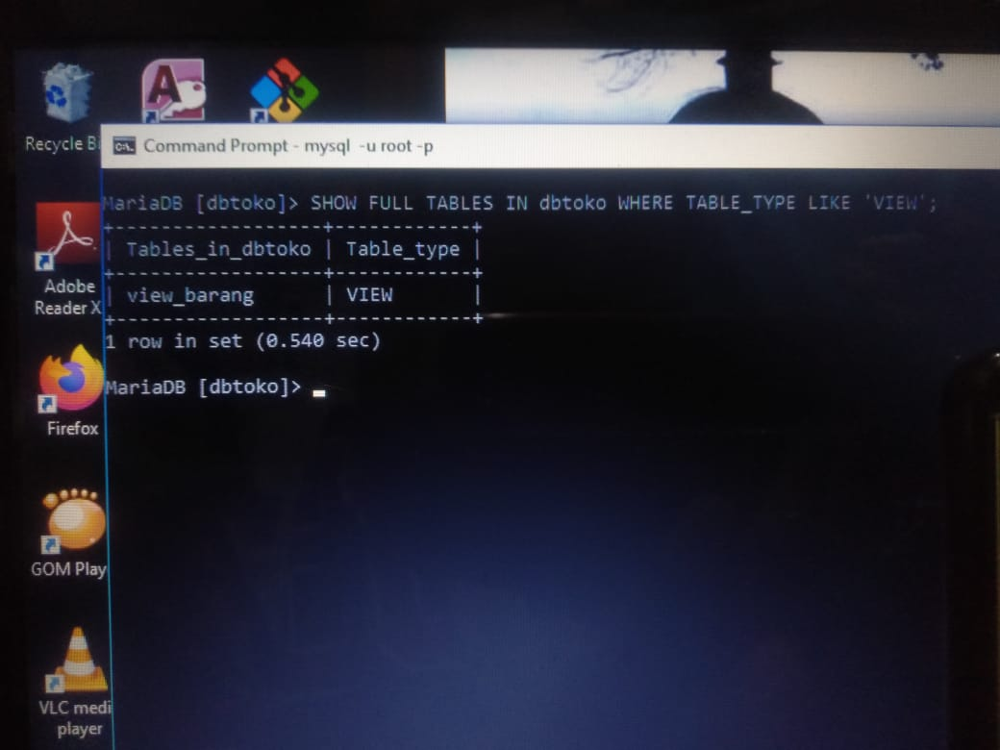 Recycle Bi
Command Prompt - mysql -u root -p
MariaDB [dbtoko]> SHOW FULL TABLES IN dbtoko WHERE TABLE_TYPE LIKE 'VIEW';
+------------------+------------+
| Tables_in_dbtoko | Table_type |
+------------------+------------+
| view_barang      | VIEW       |
+------------------+------------+
1 row in set (0.540 sec)
MariaDB [dbtoko]>
Adobe
Reader X
Firefox
GOM Play
VLC medi
player